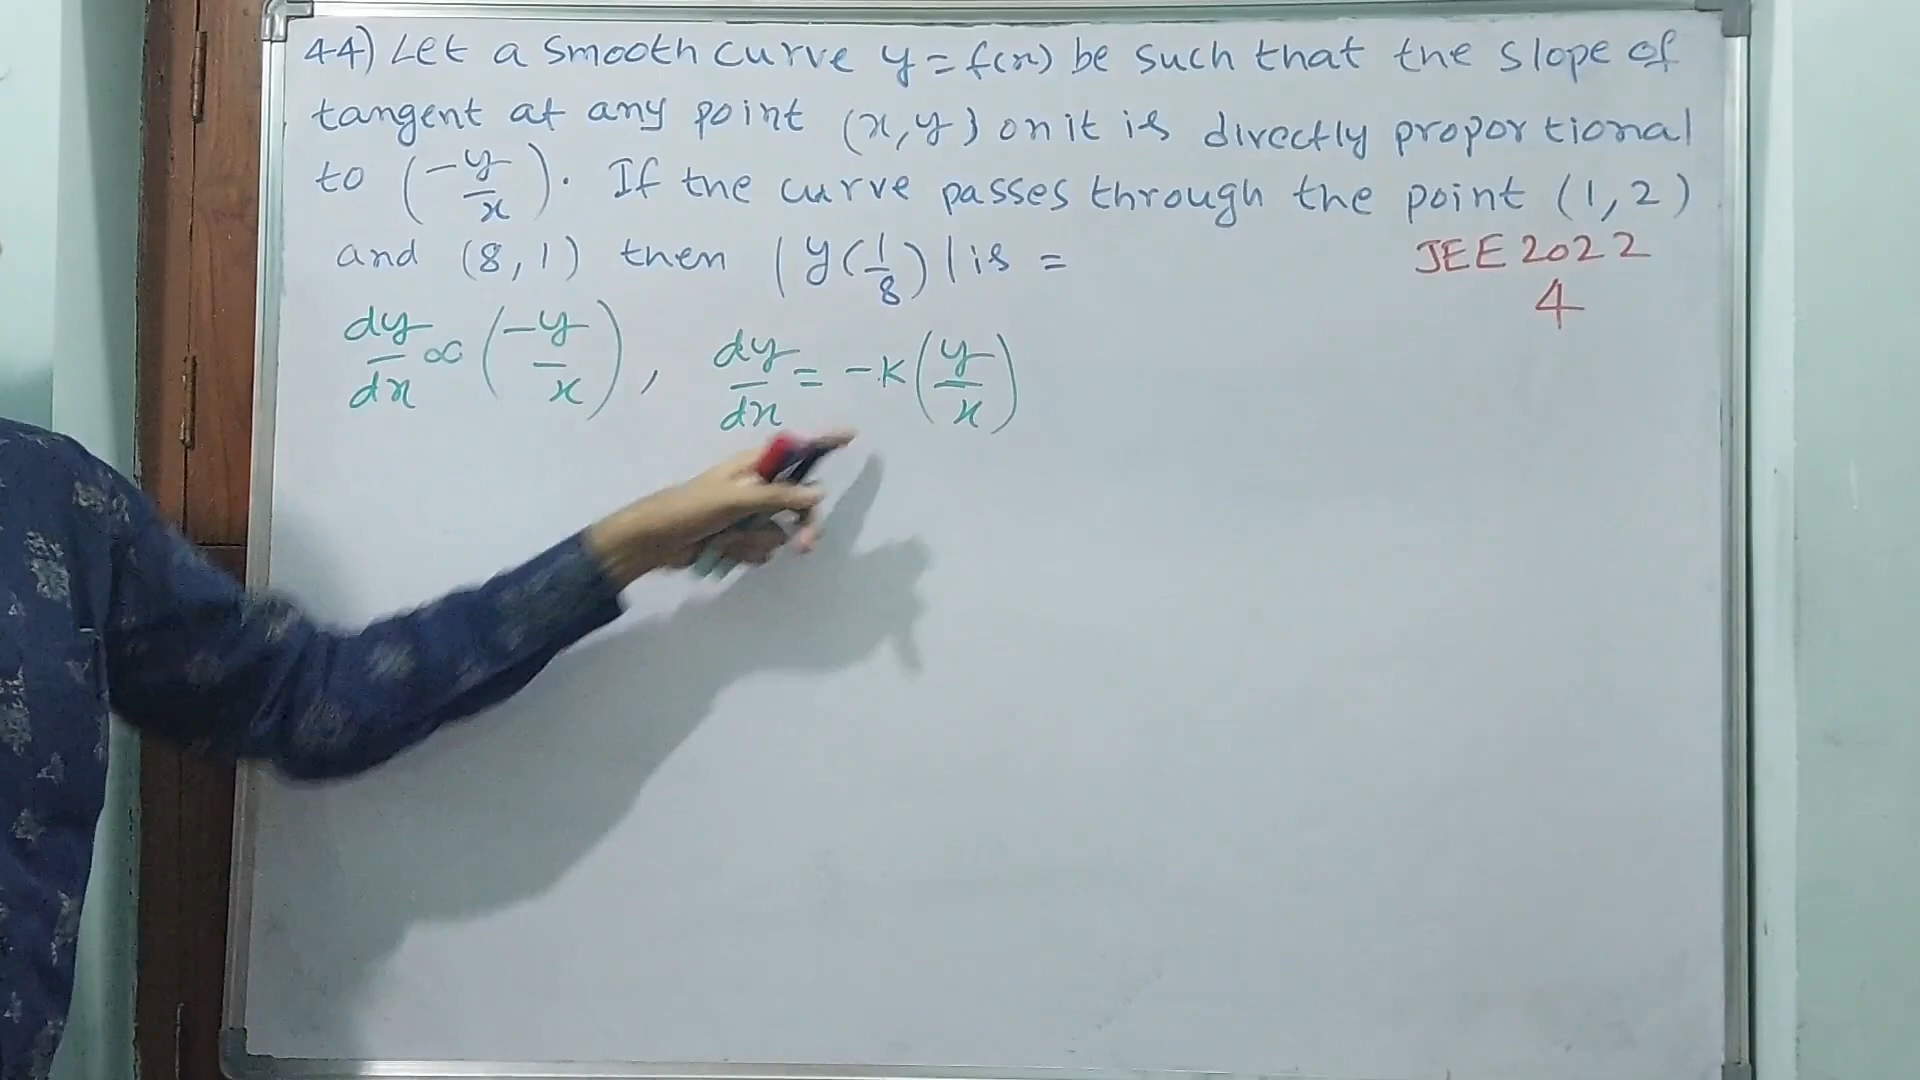 44) Let a smooth curve y = f(x) be such that the slope of
tangent at any point (x, y) on it is directly proportional
to (-y/x). If the curve passes through the point (1, 2)
and (8, 1) then |y(1/8)| is =
JEE 2022
4
dy/dx ∝ (-y/x), dy/dx = -k(y/x)